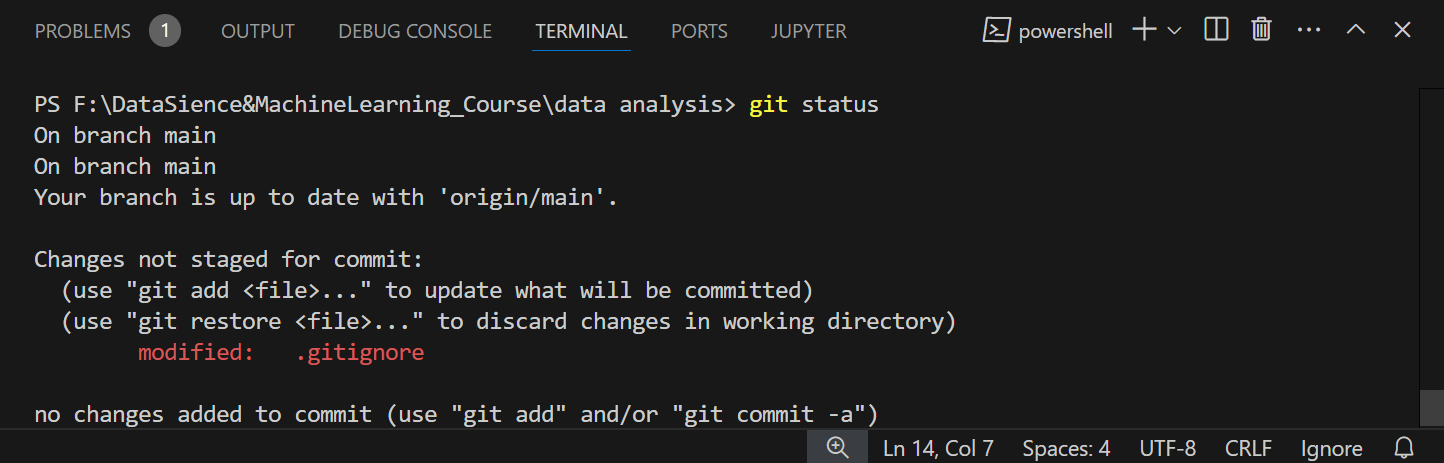 PROBLEMS 1 OUTPUT DEBUG CONSOLE TERMINAL PORTS JUPYTER powershell
PS F:\DataSience&MachineLearning_Course\data analysis> git status
On branch main
On branch main
Your branch is up to date with 'origin/main'.
Changes not staged for commit:
(use "git add <file>..." to update what will be committed)
(use "git restore <file>..." to discard changes in working directory)
modified: .gitignore
no changes added to commit (use "git add" and/or "git commit -a")
Ln 14, Col 7 Spaces: 4 UTF-8 CRLF Ignore